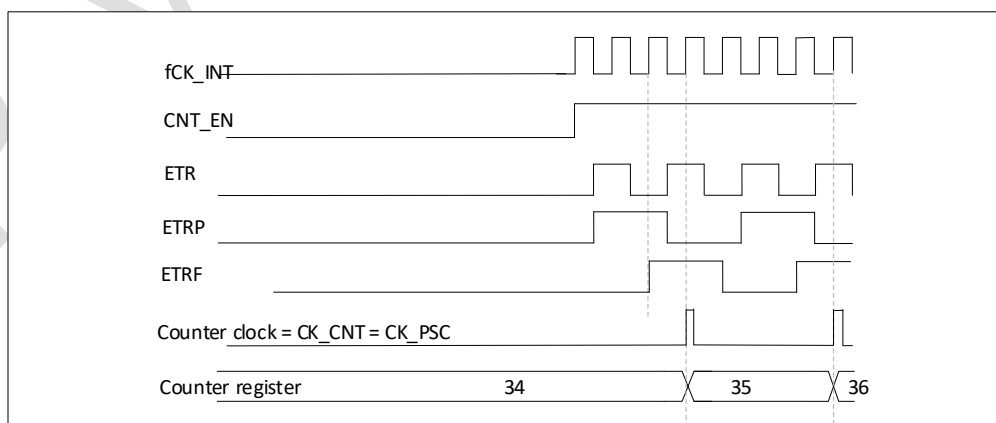 fCK_INT
CNT_EN
ETR
ETRP
ETRF
Counter clock = CK_CNT = CK_PSC
Counter register 34 35 36